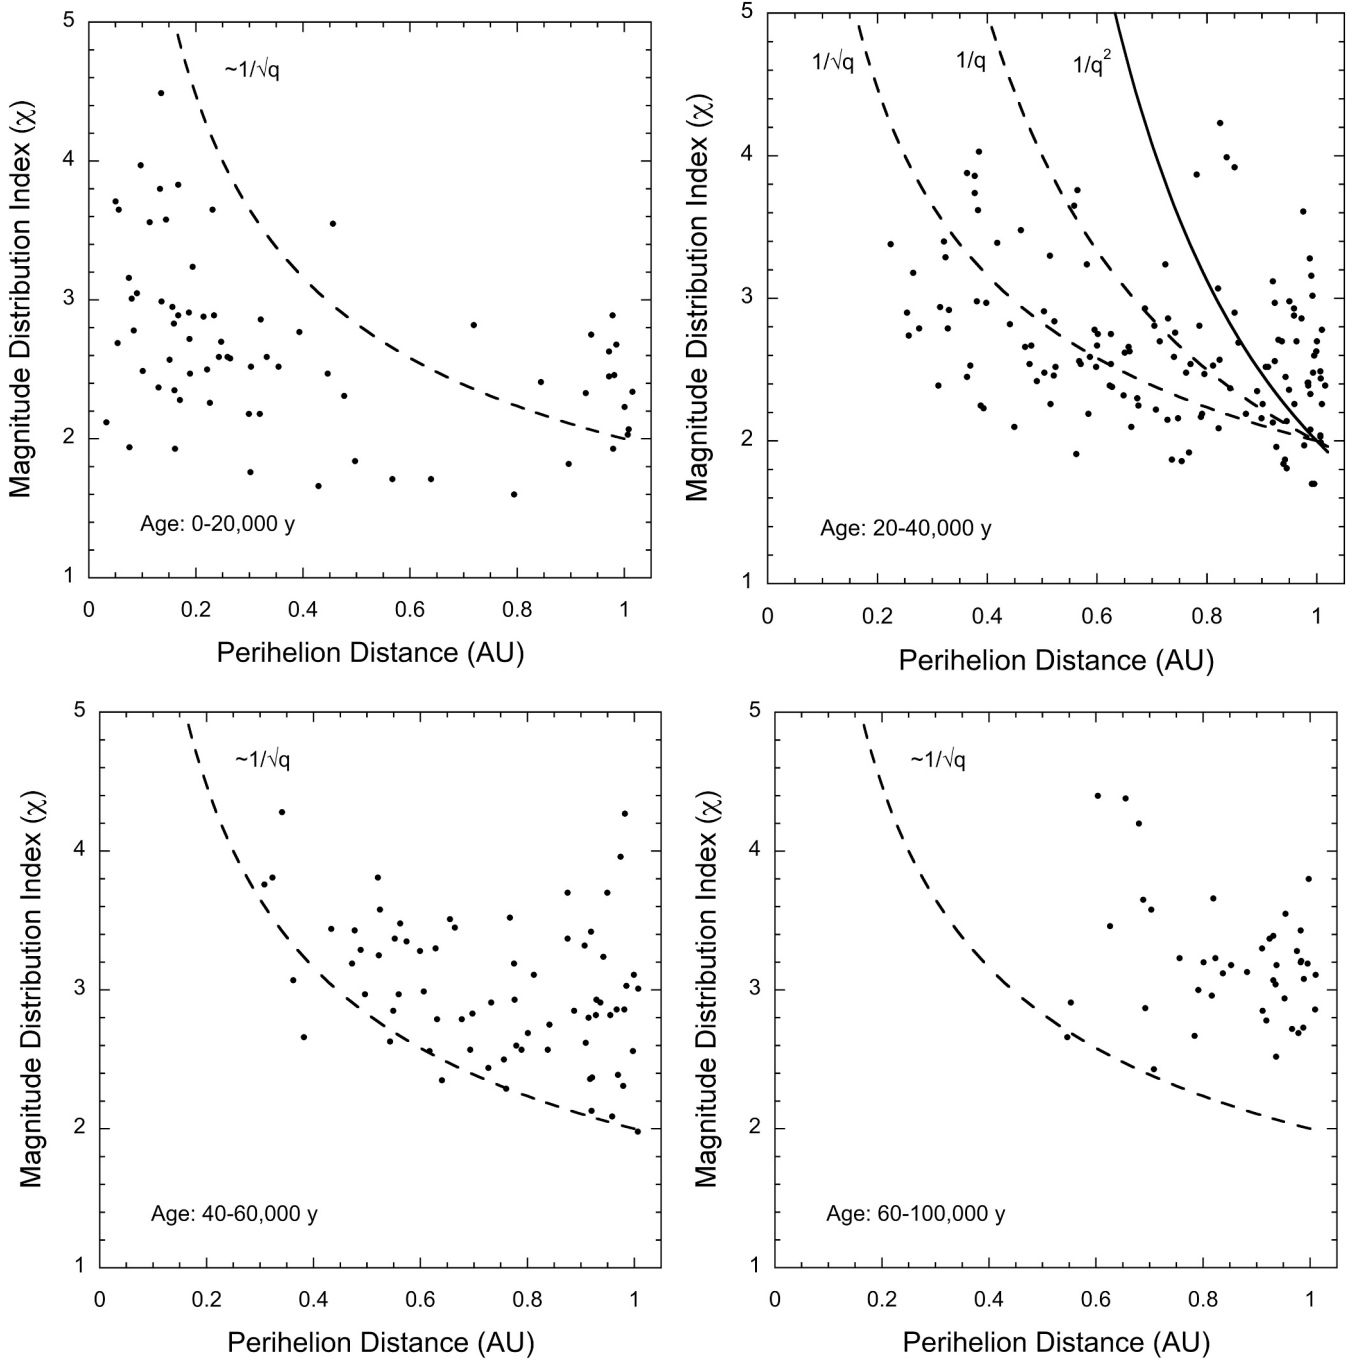 5
4
3
2
1
Magnitude Distribution Index (χ)
~1/√q
Age: 0-20,000 y
0 0.2 0.4 0.6 0.8 1
Perihelion Distance (AU)
5
4
3
2
1
Magnitude Distribution Index (χ)
1/√q 1/q 1/q²
Age: 20-40,000 y
0 0.2 0.4 0.6 0.8 1
Perihelion Distance (AU)
5
4
3
2
1
Magnitude Distribution Index (χ)
~1/√q
Age: 40-60,000 y
0 0.2 0.4 0.6 0.8 1
Perihelion Distance (AU)
5
4
3
2
1
Magnitude Distribution Index (χ)
~1/√q
Age: 60-100,000 y
0 0.2 0.4 0.6 0.8 1
Perihelion Distance (AU)